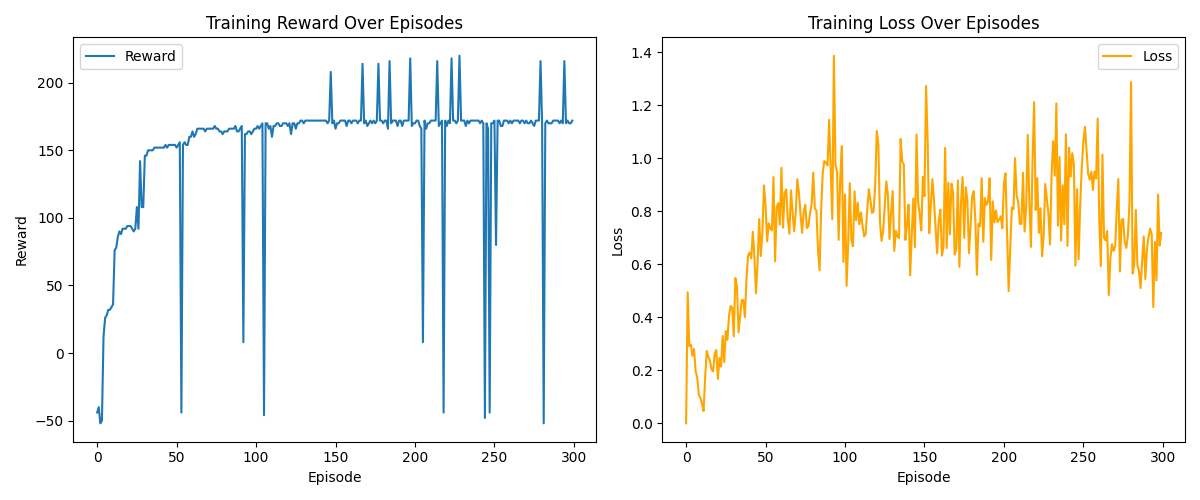 Training Reward Over Episodes
Reward
200
150
100
50
0
−50
Reward
0 50 100 150 200 250 300
Episode
Training Loss Over Episodes
Loss
1.4
1.2
1.0
0.8
0.6
0.4
0.2
0.0
Loss
0 50 100 150 200 250 300
Episode